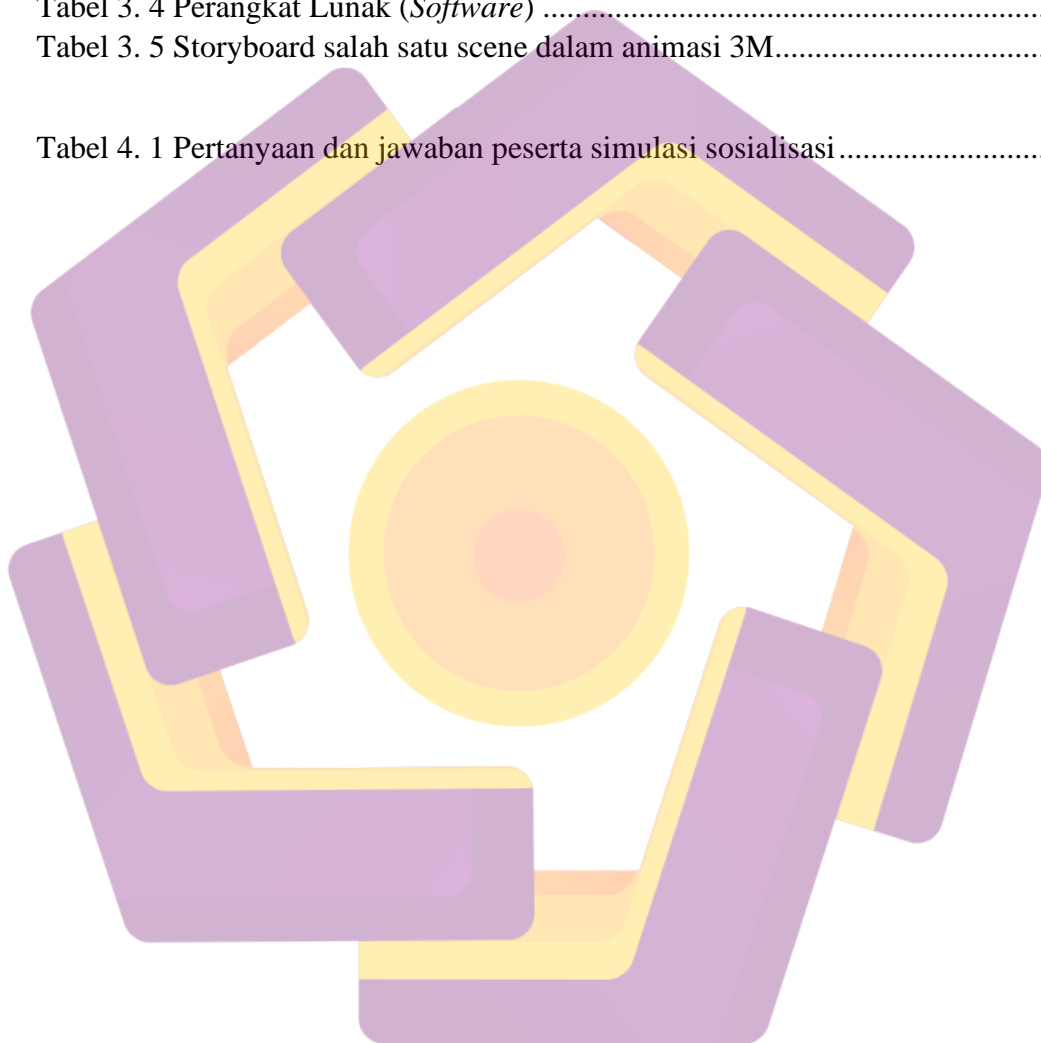 Tabel 3. 4 Perangkat Lunak (Software) ................................................................
Tabel 3. 5 Storyboard salah satu scene dalam animasi 3M.................................
Tabel 4. 1 Pertanyaan dan jawaban peserta simulasi sosialisasi.........................